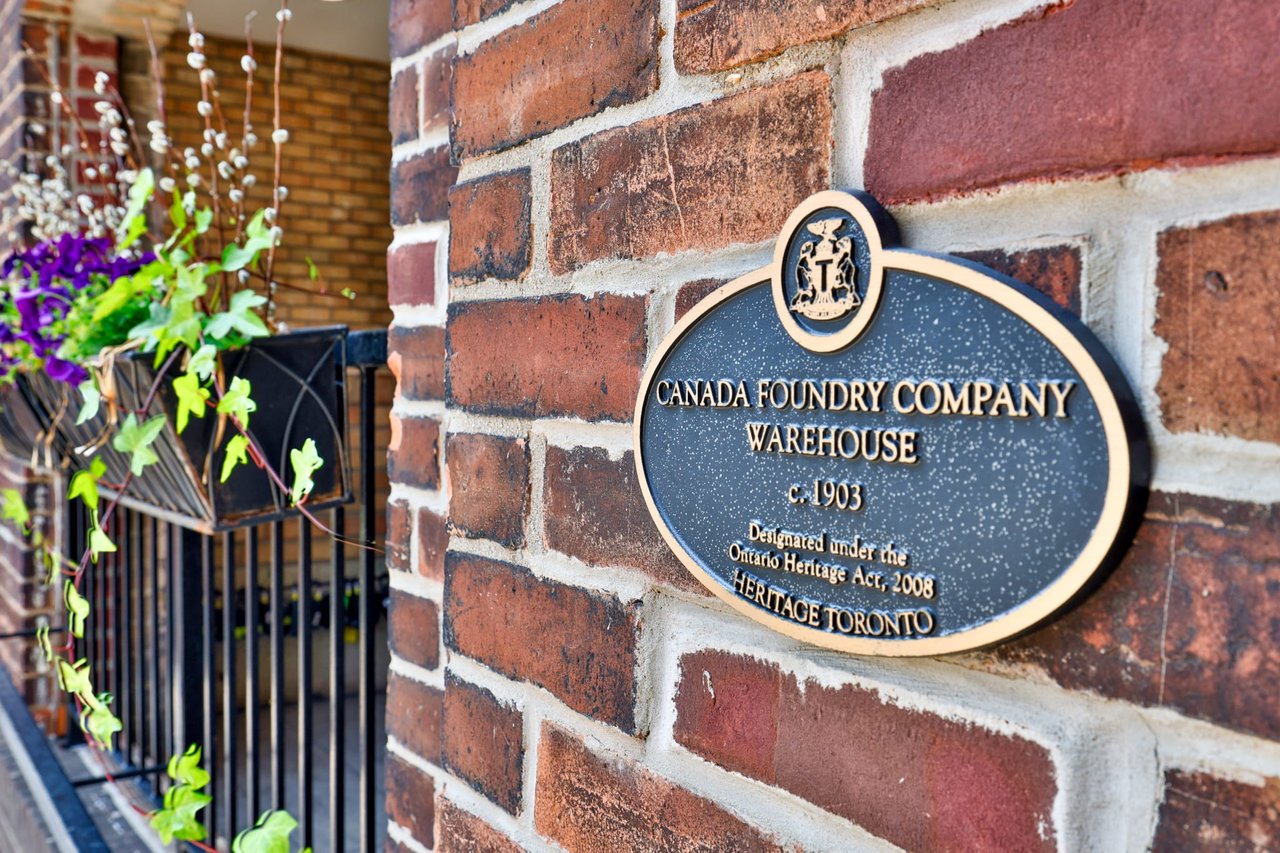 T
CANADA FOUNDRY COMPANY
WAREHOUSE
c. 1903
Designated under the
Ontario Heritage Act, 2008
HERITAGE TORONTO